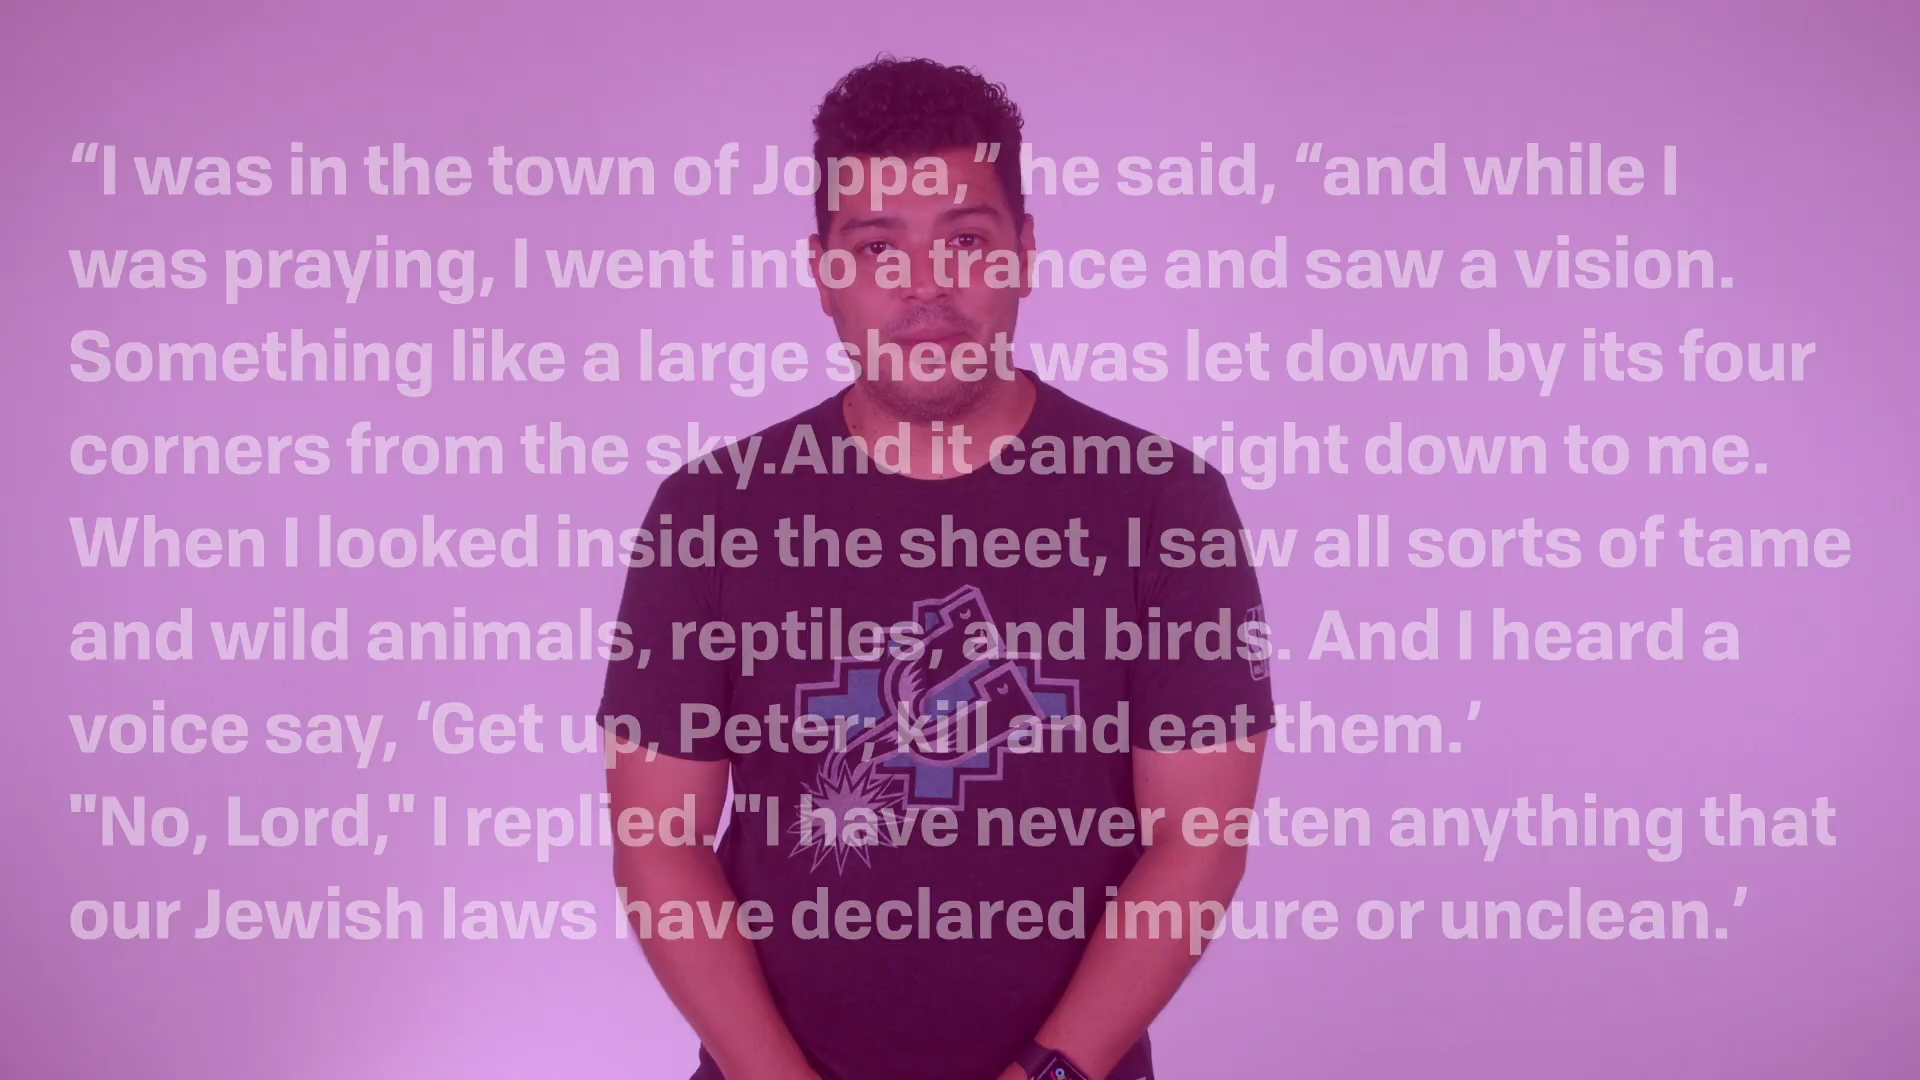 “I was in the town of Joppa,” he said, “and while I
was praying, I went into a trance and saw a vision.
Something like a large sheet was let down by its four
corners from the sky.And it came right down to me.
When I looked inside the sheet, I saw all sorts of tame
and wild animals, reptiles, and birds. And I heard a
voice say, ‘Get up, Peter; kill and eat them.’
"No, Lord," I replied. "I have never eaten anything that
our Jewish laws have declared impure or unclean.’